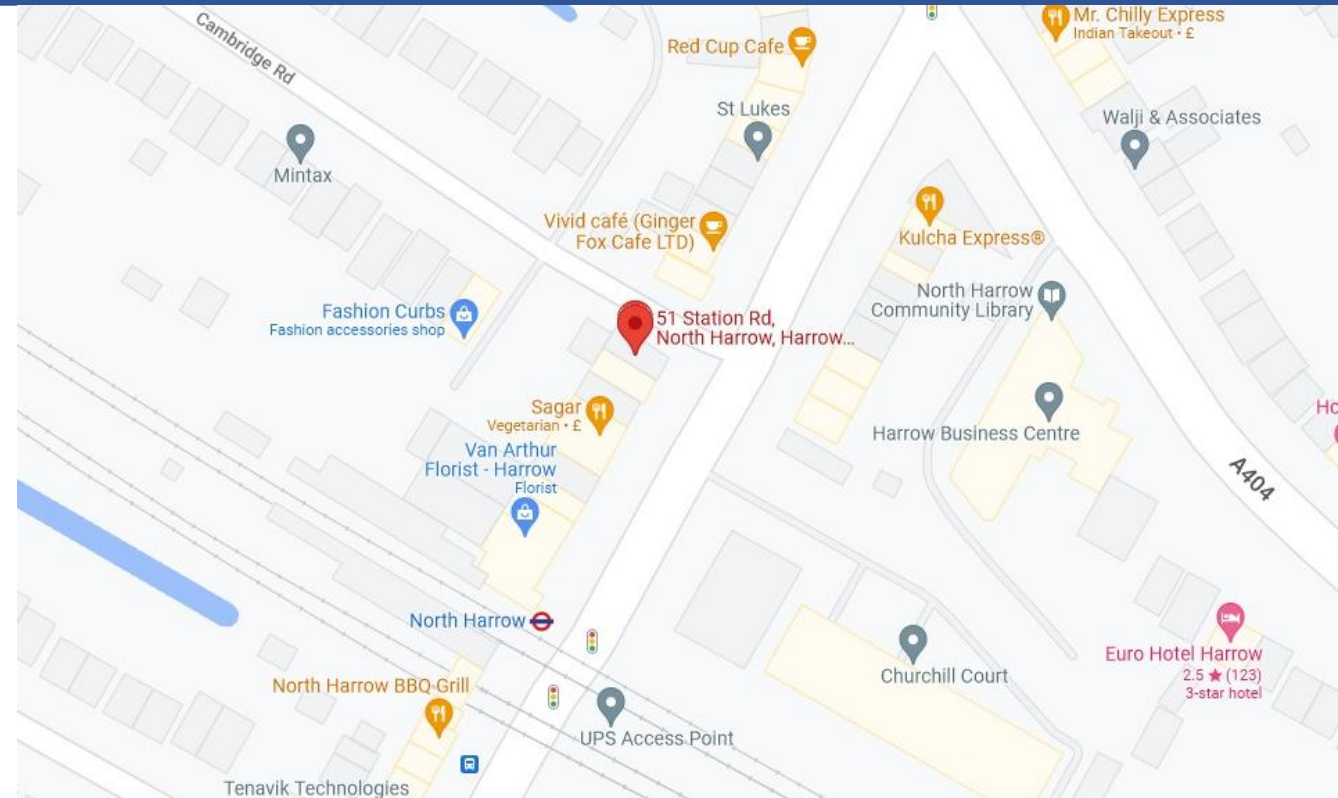 Cambridge Rd
Mr. Chilly Express
Indian Takeout · £
Red Cup Cafe
St Lukes
Walji & Associates
Mintax
Vivid café (Ginger
Fox Cafe LTD)
Kulcha Express®
North Harrow
Community Library
Fashion Curbs
Fashion accessories shop
51 Station Rd,
North Harrow, Harrow...
Sagar
Vegetarian · £
Harrow Business Centre
Ho
Van Arthur
Florist - Harrow
Florist
A404
North Harrow
Churchill Court
Euro Hotel Harrow
2.5 ★ (123)
3-star hotel
North Harrow BBQ Grill
UPS Access Point
Tenavik Technologies